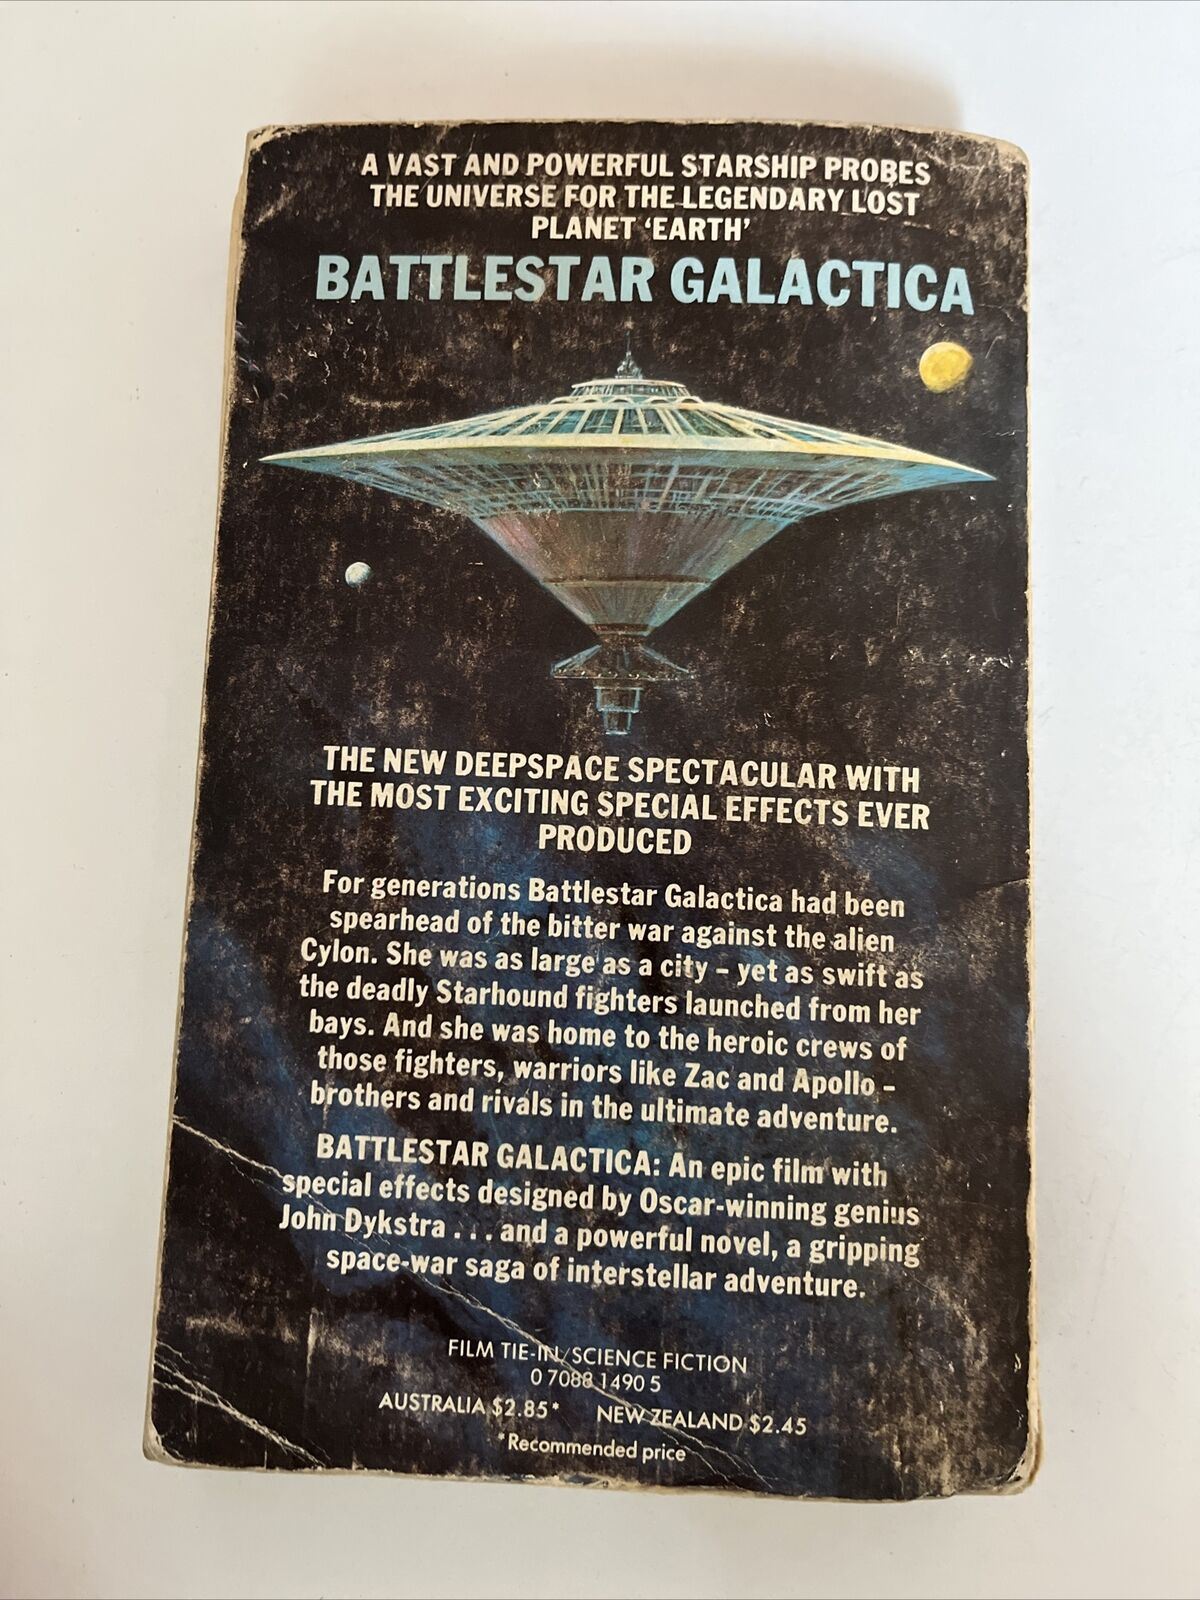 A VAST AND POWERFUL STARSHIP PROBES
THE UNIVERSE FOR THE LEGENDARY LOST
PLANET ‘EARTH’
BATTLESTAR GALACTICA
THE NEW DEEPSPACE SPECTACULAR WITH
THE MOST EXCITING SPECIAL EFFECTS EVER
PRODUCED
For generations Battlestar Galactica had been
spearhead of the bitter war against the alien
Cylon. She was as large as a city – yet as swift as
the deadly Starhound fighters launched from her
bays. And she was home to the heroic crews of
those fighters, warriors like Zac and Apollo –
brothers and rivals in the ultimate adventure.
BATTLESTAR GALACTICA: An epic film with
special effects designed by Oscar-winning genius
John Dykstra . . . and a powerful novel, a gripping
space-war saga of interstellar adventure.
FILM TIE-IN/SCIENCE FICTION
0 7088 1490 5
AUSTRALIA $2.85* NEW ZEALAND $2.45
*Recommended price